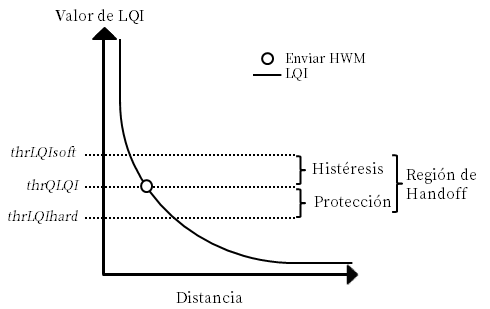 Valor de LQI
Enviar HWM
LQI
thrLQIsoft
Histéresis
thrQLQI
Región de
Handoff
Protección
thrLQIhard
Distancia